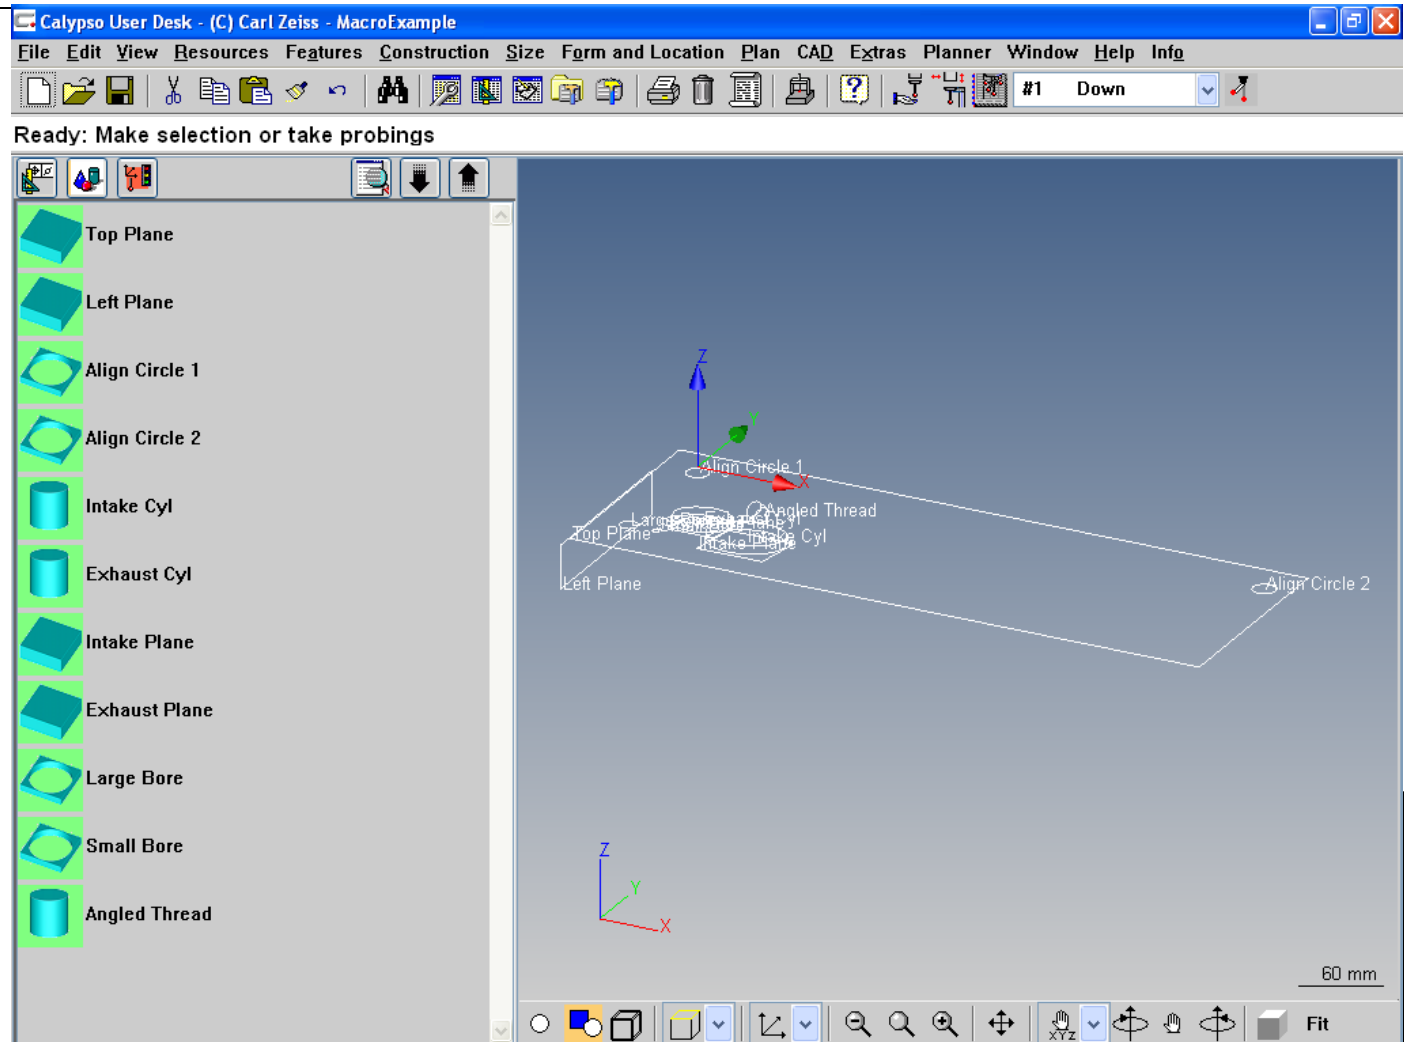 Calypso User Desk - (C) Carl Zeiss - MacroExample
File Edit View Resources Features Construction Size Form and Location Plan CAD Extras Planner Window Help Info
#1 Down
Ready: Make selection or take probings
Top Plane
Left Plane
Align Circle 1
Align Circle 2
Intake Cyl
Exhaust Cyl
Intake Plane
Exhaust Plane
Large Bore
Small Bore
Angled Thread
Z
Y
Align Circle 1
X
Angled Thread
Top Plane
Intake Cyl
Intake Plane
Left Plane
Align Circle 2
Z
Y
X
60 mm
XYZ
Fit